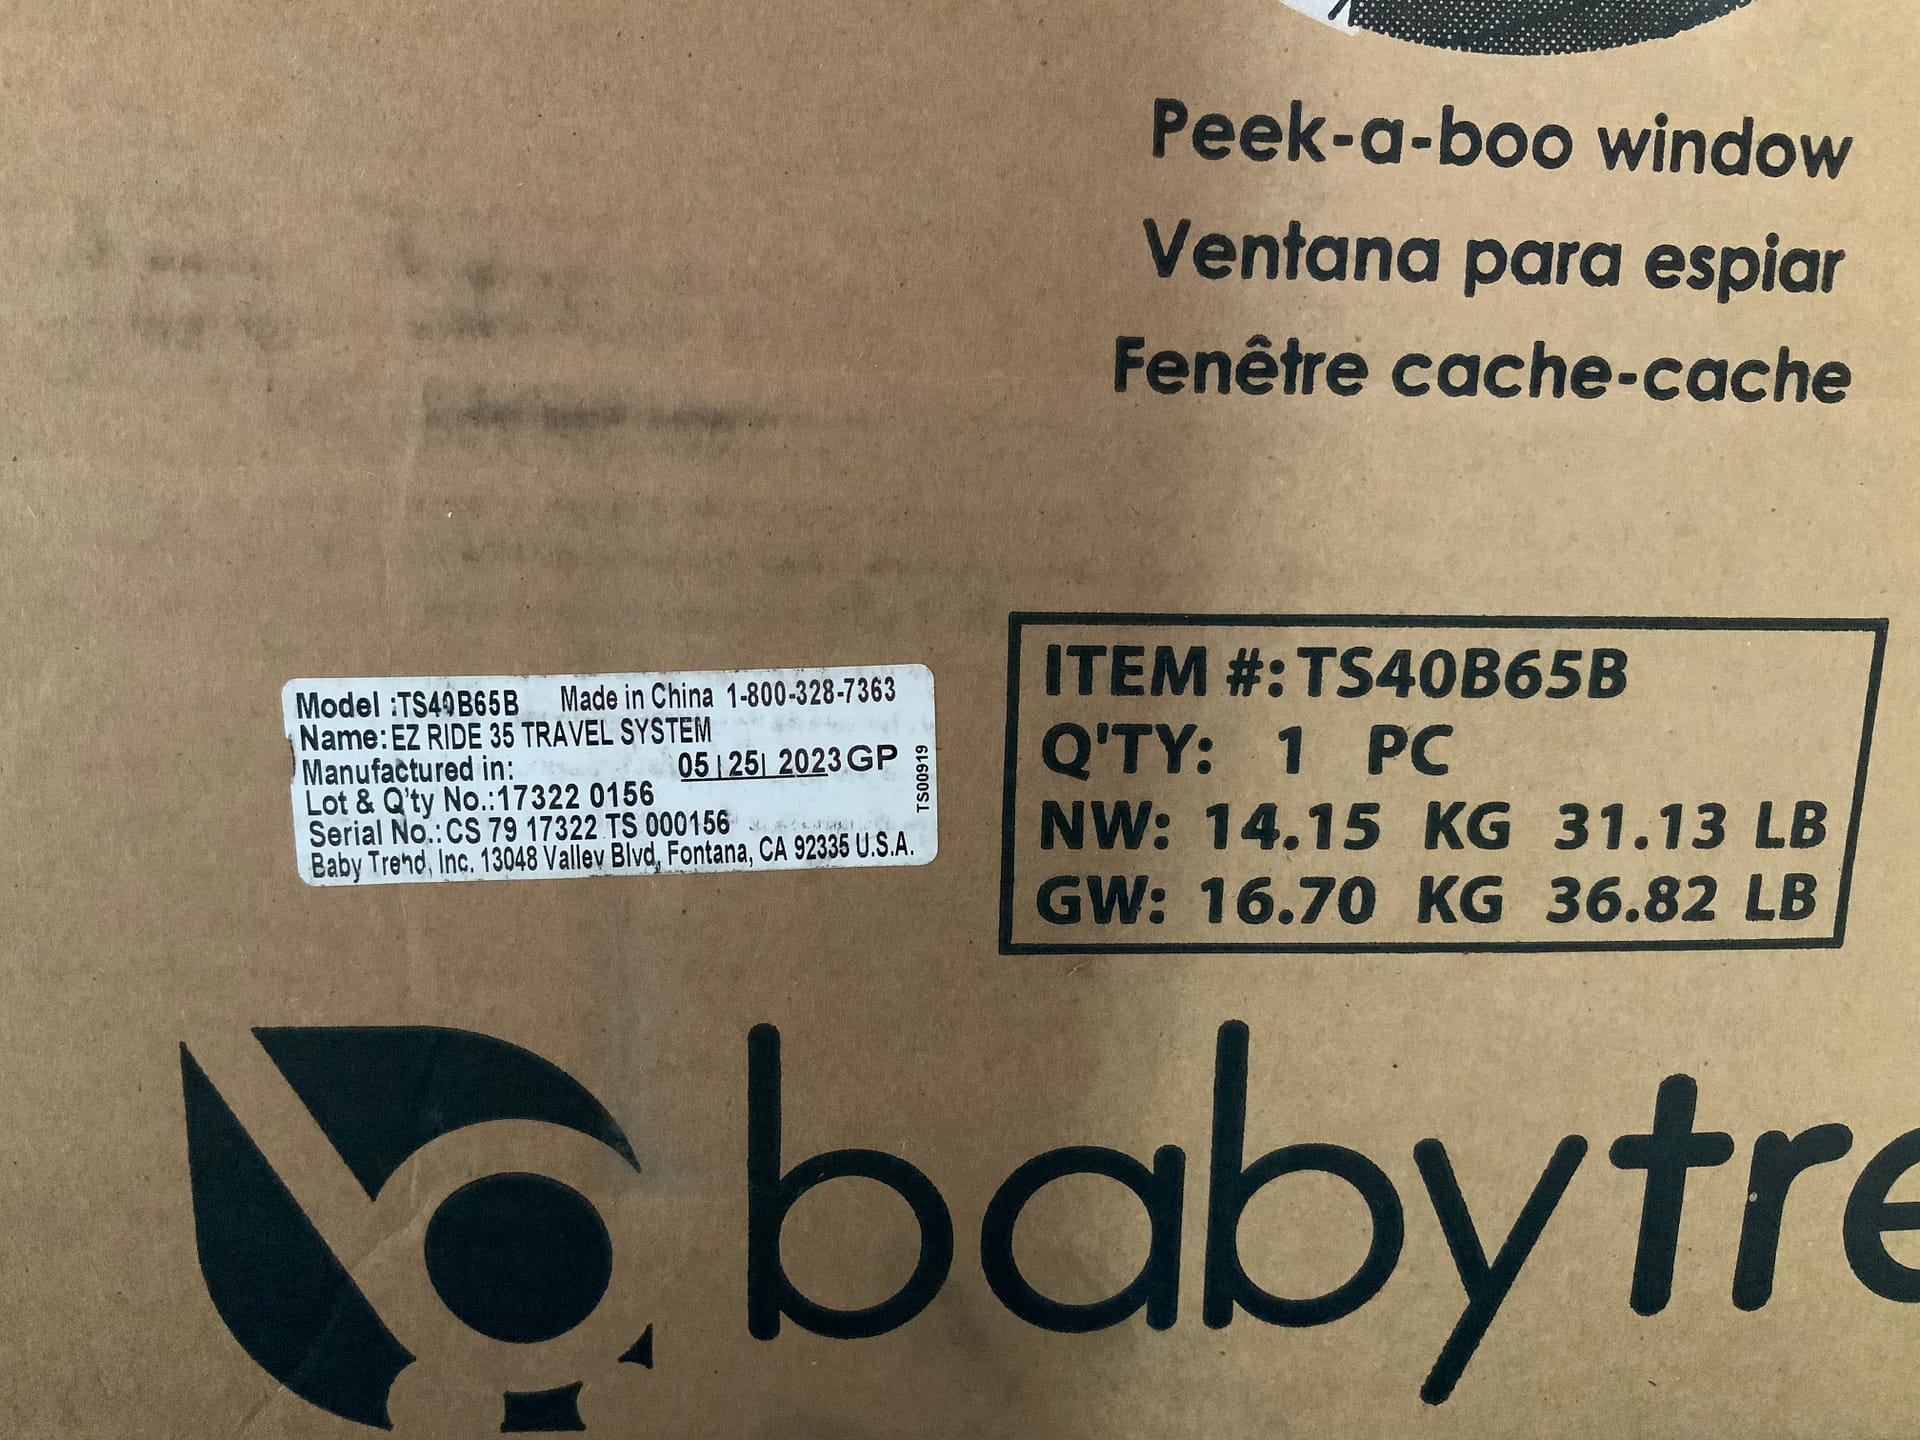 Peek-a-boo window
Ventana para espiar
Fenêtre cache-cache
Model :TS40B65B Made in China 1-800-328-7363
Name: EZ RIDE 35 TRAVEL SYSTEM
Manufactured in: 05 | 25 | 2023 GP
Lot & Q'ty No.:17322 0156
Serial No.: CS 79 17322 TS 000156
Baby Trend, Inc. 13048 Valley Blvd, Fontana, CA 92335 U.S.A.
TS00919
ITEM #: TS40B65B
Q'TY: 1 PC
NW: 14.15 KG 31.13 LB
GW: 16.70 KG 36.82 LB
babytre